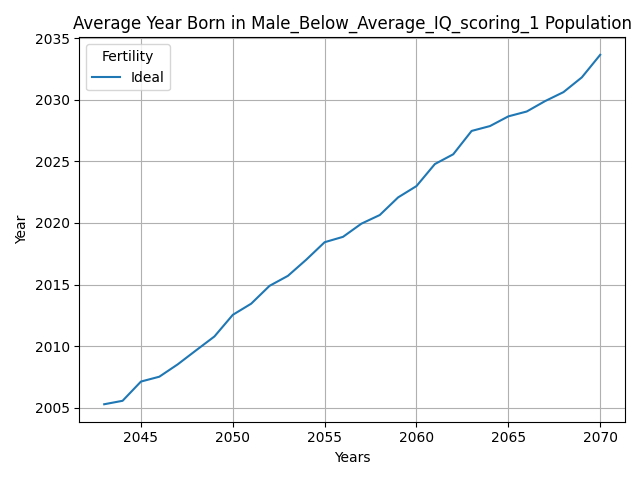 Average Year Born in Male_Below_Average_IQ_scoring_1 Population
Fertility
Ideal
Year
2035
2030
2025
2020
2015
2010
2005
2045 2050 2055 2060 2065 2070
Years